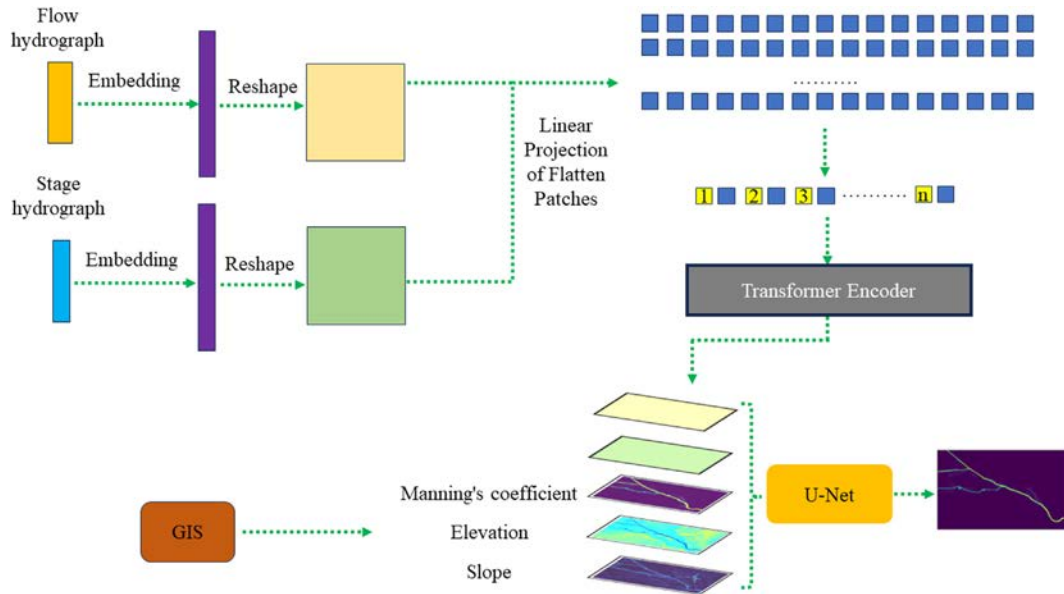 Flow
hydrograph
Embedding
Reshape
Stage
hydrograph
Embedding
Reshape
Linear
Projection
of Flatten
Patches
1 2 3 n
Transformer Encoder
Manning's coefficient
Elevation
Slope
GIS
U-Net